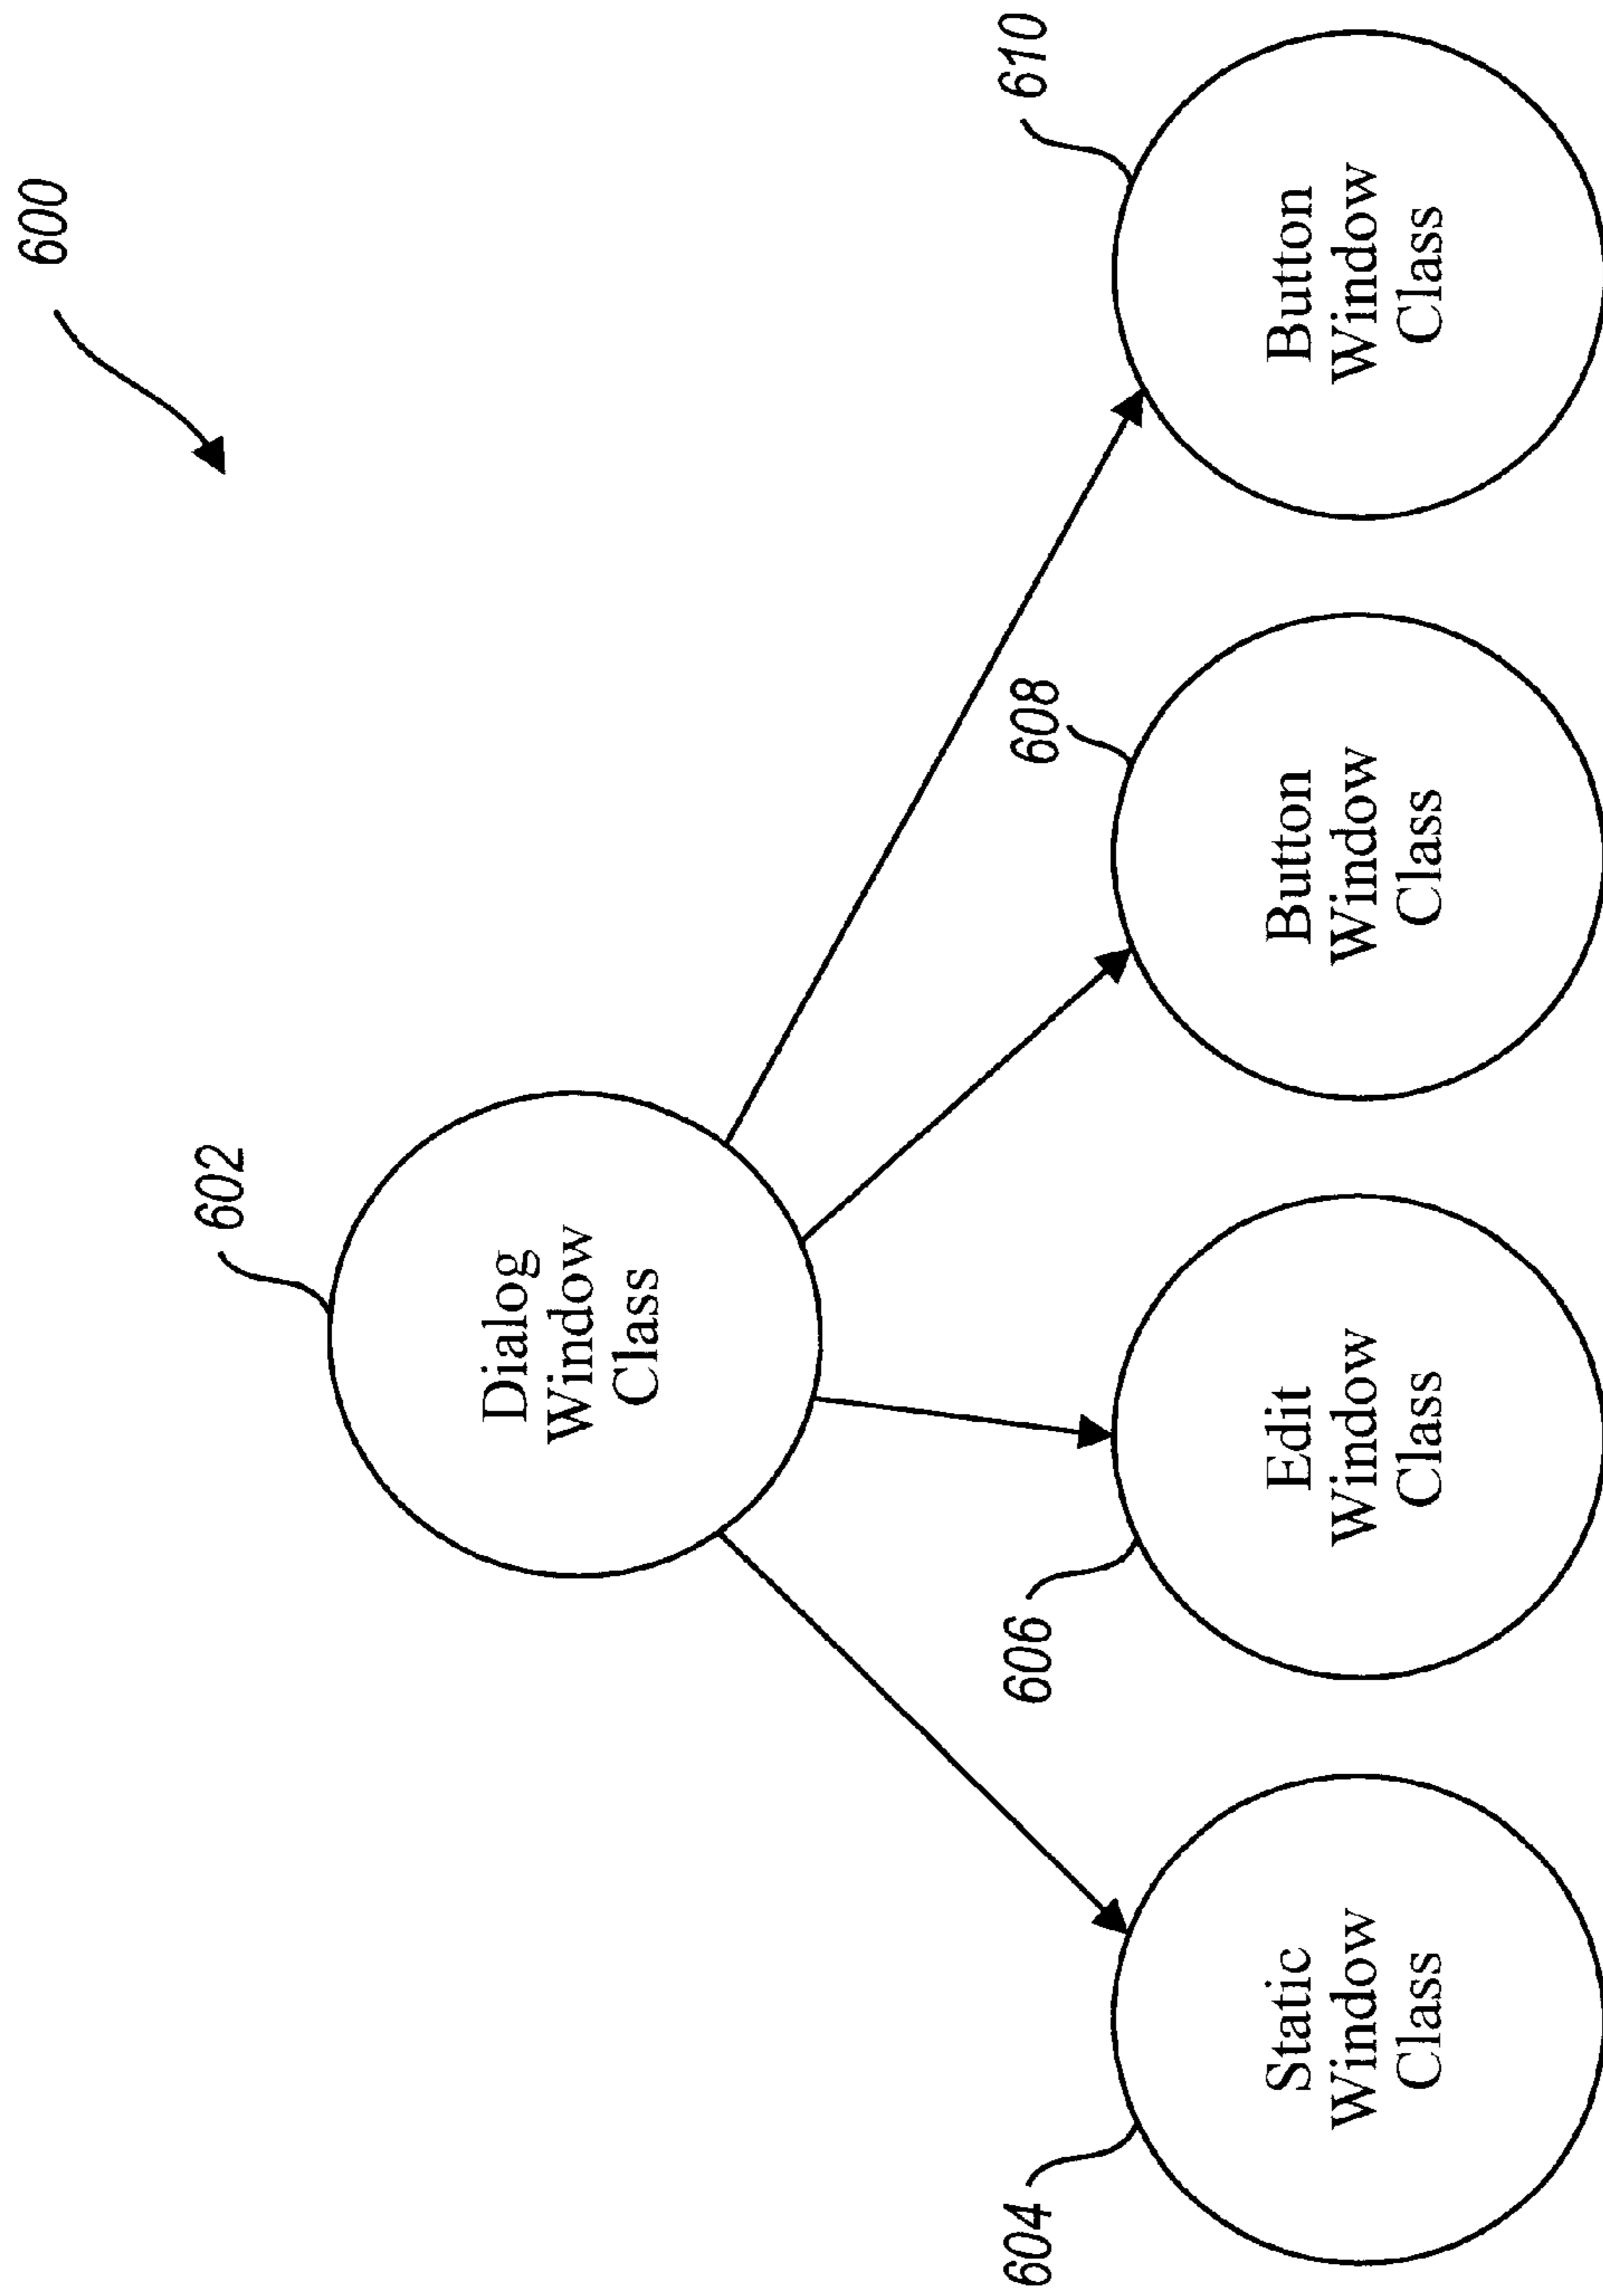 600
602
Dialog
Window
Class
604
606
608
610
Static
Window
Class
Edit
Window
Class
Button
Window
Class
Button
Window
Class